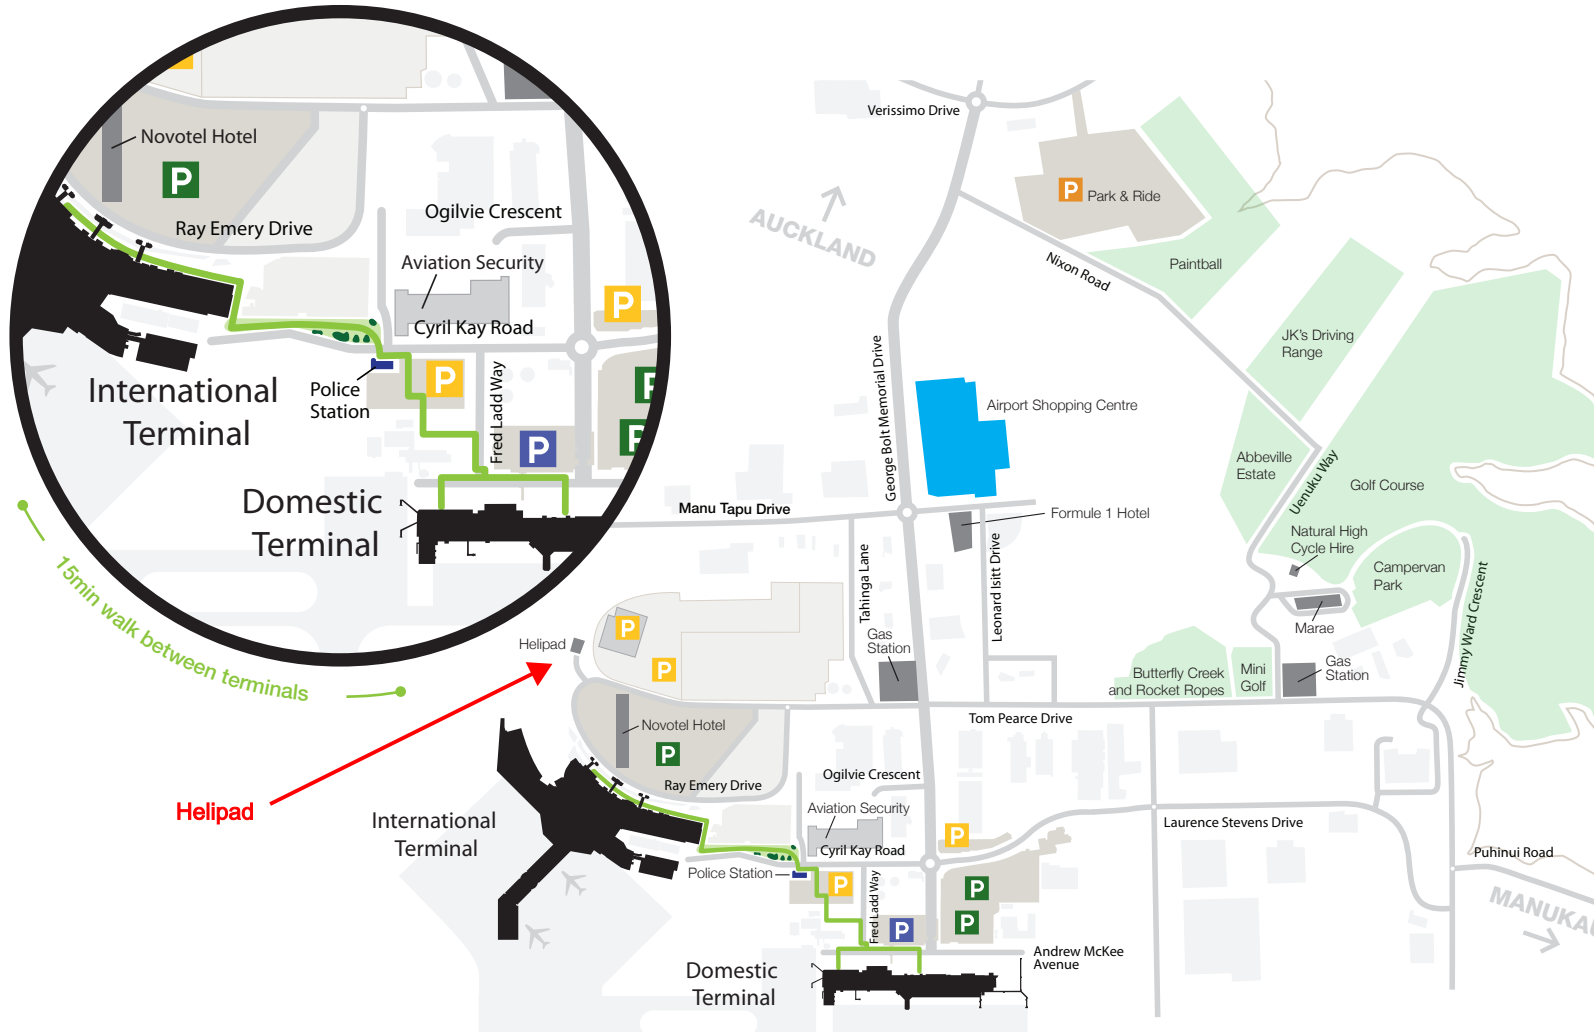 Novotel Hotel
P
Ray Emery Drive
Ogilvie Crescent
Aviation Security
Cyril Kay Road
P
P
P
P
P
Fred Ladd Way
Police
Station
International
Terminal
Domestic
Terminal
15min walk between terminals
Verissimo Drive
AUCKLAND
P
Park & Ride
Paintball
Nixon Road
JK's Driving
Range
George Bolt Memorial Drive
Airport Shopping Centre
Abbeville
Estate
Uenuku Way
Golf Course
Manu Tapu Drive
Formule 1 Hotel
Natural High
Cycle Hire
Campervan
Park
Marae
Jimmy Ward Crescent
Tahinga Lane
Leonard Isitt Drive
Gas
Station
Helipad
P
P
Butterfly Creek
and Rocket Ropes
Mini
Golf
Gas
Station
Tom Pearce Drive
Novotel Hotel
P
Ray Emery Drive
Ogilvie Crescent
Aviation Security
Cyril Kay Road
P
Laurence Stevens Drive
Puhinui Road
MANUKAU
Helipad
International
Terminal
Police Station
P
Fred Ladd Way
P
P
P
Andrew McKee
Avenue
Domestic
Terminal